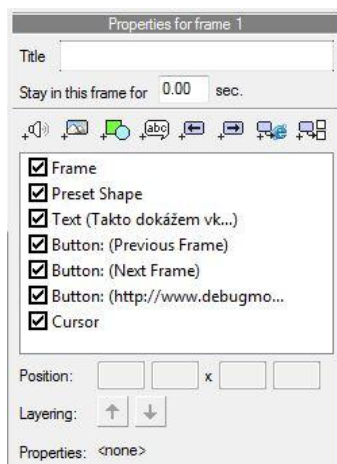 Properties for frame 1
Title
Stay in this frame for 0.00 sec.
abc
Frame
Preset Shape
Text (Takto dokážem vk...)
Button: (Previous Frame)
Button: (Next Frame)
Button: (http://www.debugmo...
Cursor
Position: x
Layering:
Properties: <none>